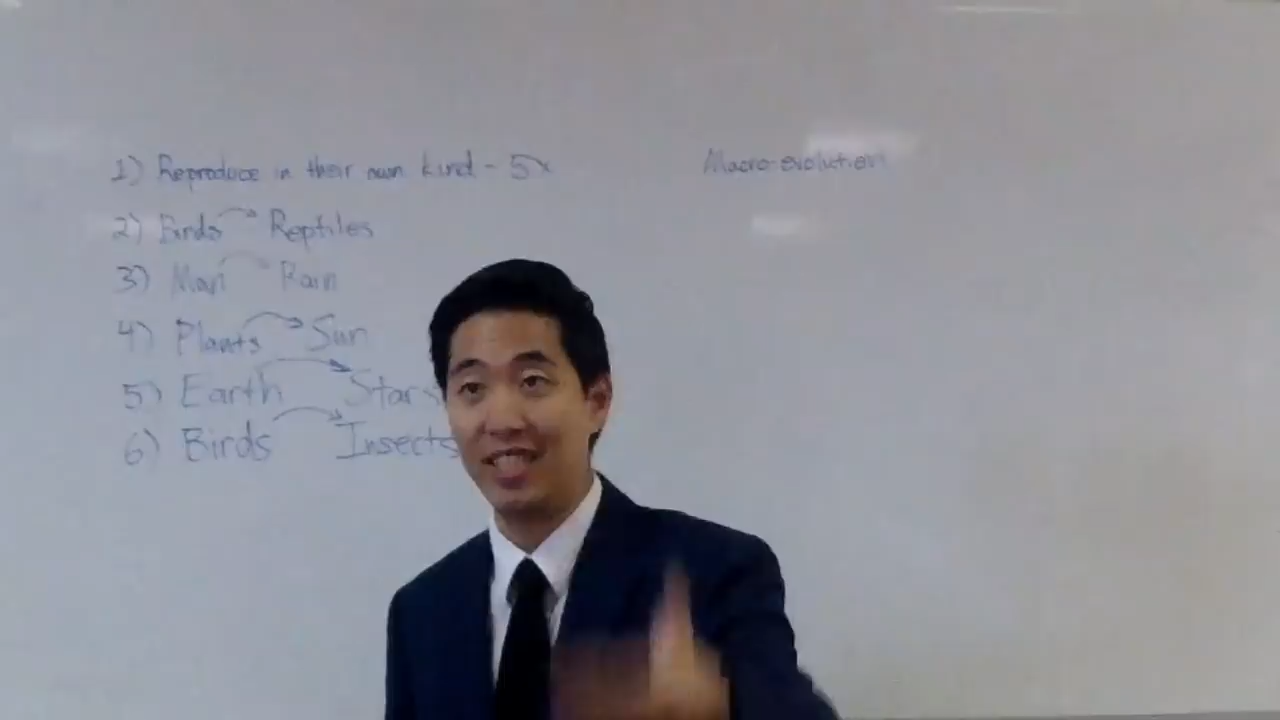 1) Reproduce in their own kind - 5x
Macro-evolution
2) Birds → Reptiles
3) Man → Rain
4) Plants → Sun
5) Earth → Stars
6) Birds → Insects